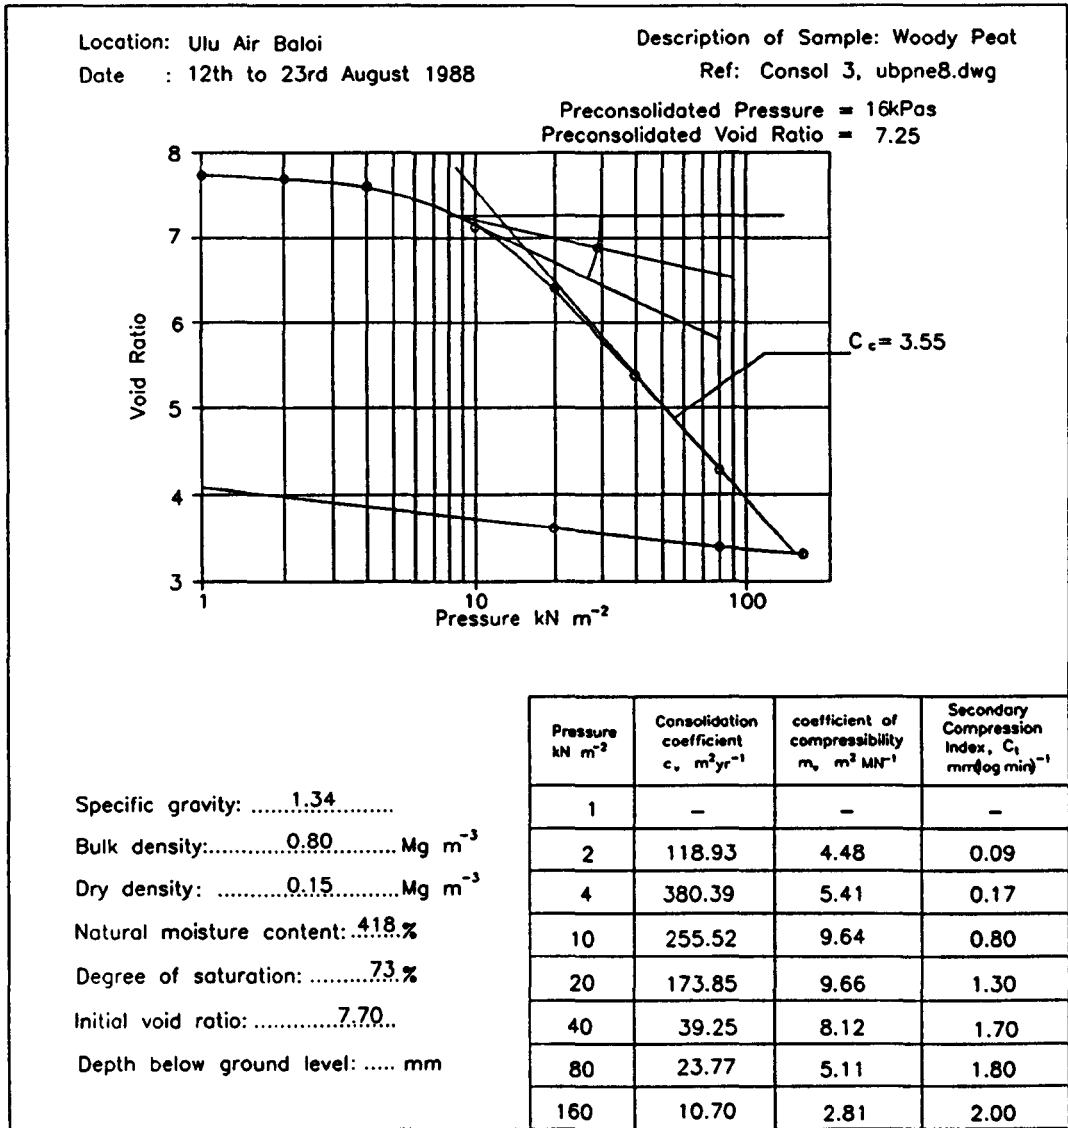 Location: Ulu Air Baloi
Date : 12th to 23rd August 1988
Description of Sample: Woody Peat
Ref: Consol 3, ubpne8.dwg
Preconsolidated Pressure = 16kPas
Preconsolidated Void Ratio = 7.25
8
7
6
5
4
3
Void Ratio
C c = 3.55
1 10 100
Pressure kN m⁻²
Specific gravity: ......1.34.........
Bulk density:...........0.80........... Mg m⁻³
Dry density: ..........0.15...........Mg m⁻³
Natural moisture content:.418.%
Degree of saturation: .........73.%
Initial void ratio: .............7.70..
Depth below ground level: ..... mm
Pressure kN m⁻² | Consolidation coefficient cᵥ m²yr⁻¹ | coefficient of compressibility mᵥ m² MN⁻¹ | Secondary Compression Index, Cₜ mm(log min)⁻¹
1 – – –
2 118.93 4.48 0.09
4 380.39 5.41 0.17
10 255.52 9.64 0.80
20 173.85 9.66 1.30
40 39.25 8.12 1.70
80 23.77 5.11 1.80
160 10.70 2.81 2.00